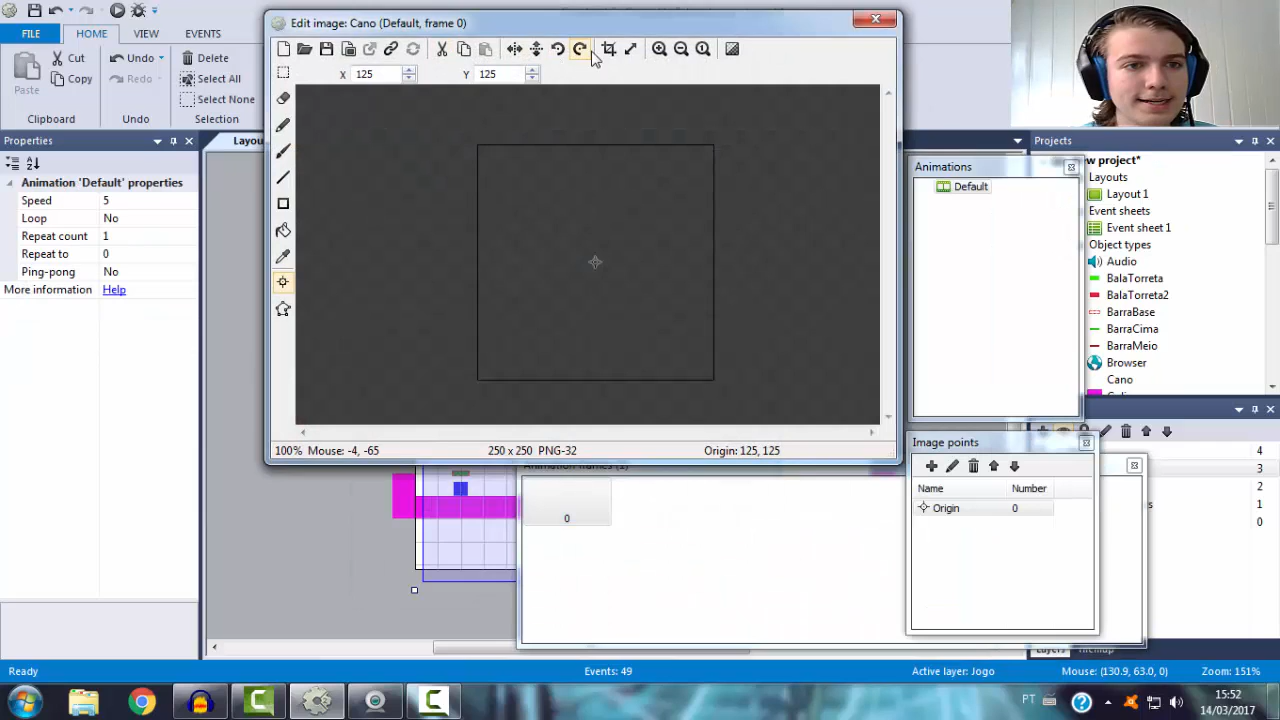 Edit image: Cano (Default, frame 0)
FILE HOME VIEW EVENTS
X 125 Y 125
Paste Cut Copy
Undo Redo
Delete Select All Select None
Clipboard Undo Selection
Properties
Animation 'Default' properties
Speed 5
Loop No
Repeat count 1
Repeat to 0
Ping-pong No
More information Help
Animations
Default
Projects
w project*
Layouts
Layout 1
Event sheets
Event sheet 1
Object types
Audio
BalaTorreta
BalaTorreta2
BarraBase
BarraCima
BarraMeio
Browser
Cano
100% Mouse: -4, -65 250 x 250 PNG-32 Origin: 125, 125
Image points
Name Number
Origin 0
4
3
2
1
0
0
Ready Events: 49 Active layer: Jogo Mouse: (130.9, 63.0, 0) Zoom: 151%
PT 15:52
14/03/2017